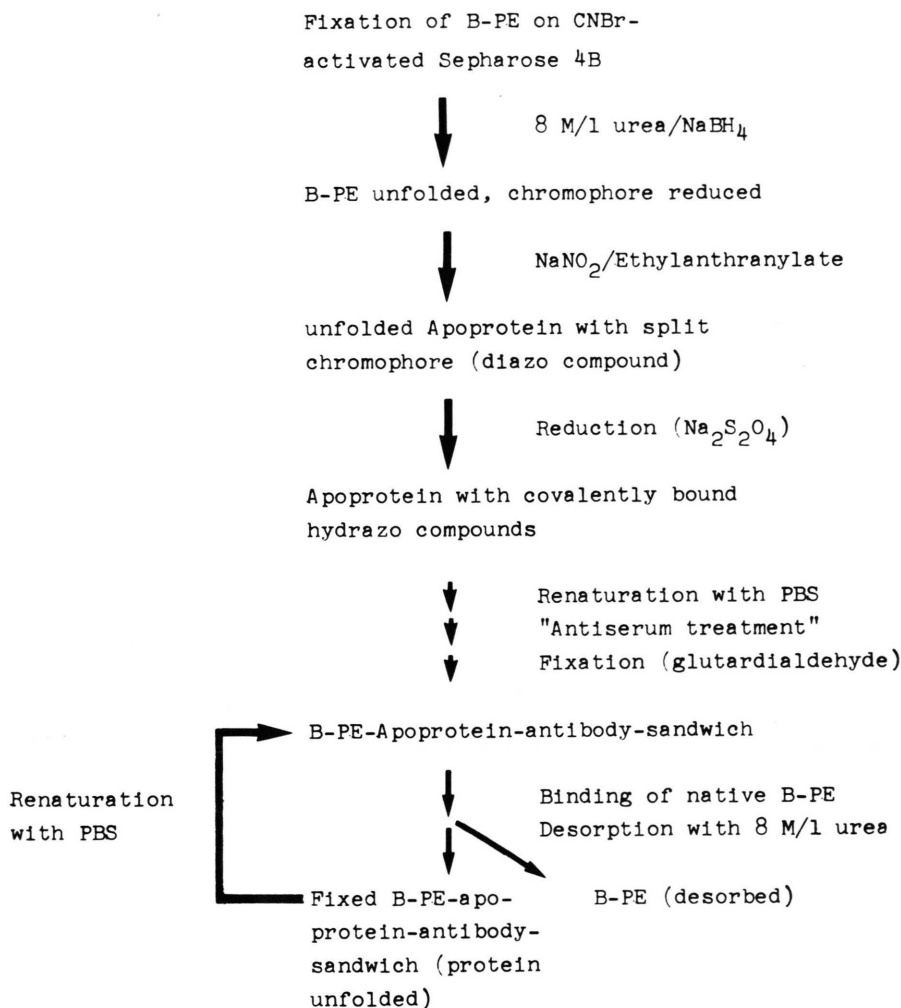 Fixation of B-PE on CNBr-
activated Sepharose 4B
8 M/l urea/NaBH4
B-PE unfolded, chromophore reduced
NaNO2/Ethylanthranylate
unfolded Apoprotein with split
chromophore (diazo compound)
Reduction (Na2S2O4)
Apoprotein with covalently bound
hydrazo compounds
Renaturation with PBS
"Antiserum treatment"
Fixation (glutardialdehyde)
B-PE-Apoprotein-antibody-sandwich
Renaturation
with PBS
Binding of native B-PE
Desorption with 8 M/l urea
Fixed B-PE-apo-
protein-antibody-
sandwich (protein
unfolded)
B-PE (desorbed)